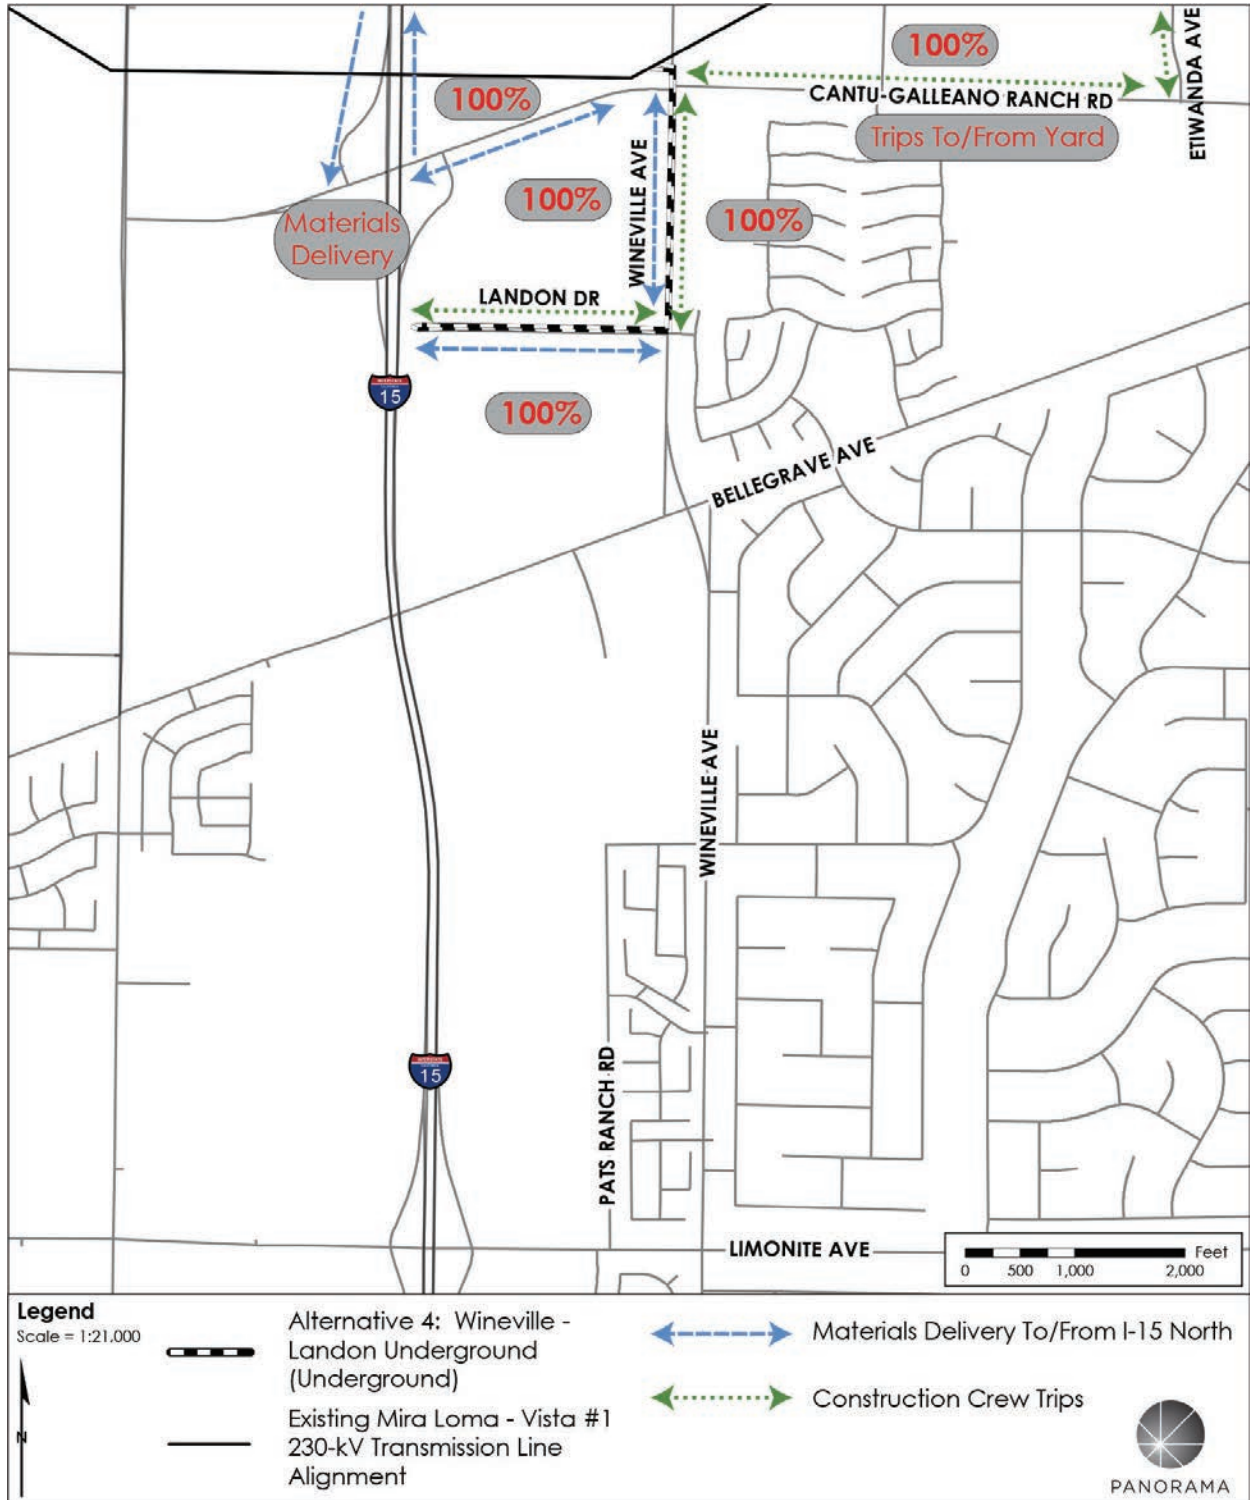 100%
ETIWANDA AVE
100%
CANTU-GALLEANO RANCH RD
Trips To/From Yard
WINEVILLE AVE
100%
100%
Materials
Delivery
LANDON DR
15
100%
BELLEGRAVE AVE
WINEVILLE AVE
15
PATS RANCH RD
LIMONITE AVE
Feet
0 500 1,000 2,000
Legend
Scale = 1:21,000
N
Alternative 4: Wineville -
Landon Underground
(Underground)
Existing Mira Loma - Vista #1
230-kV Transmission Line
Alignment
Materials Delivery To/From I-15 North
Construction Crew Trips
PANORAMA